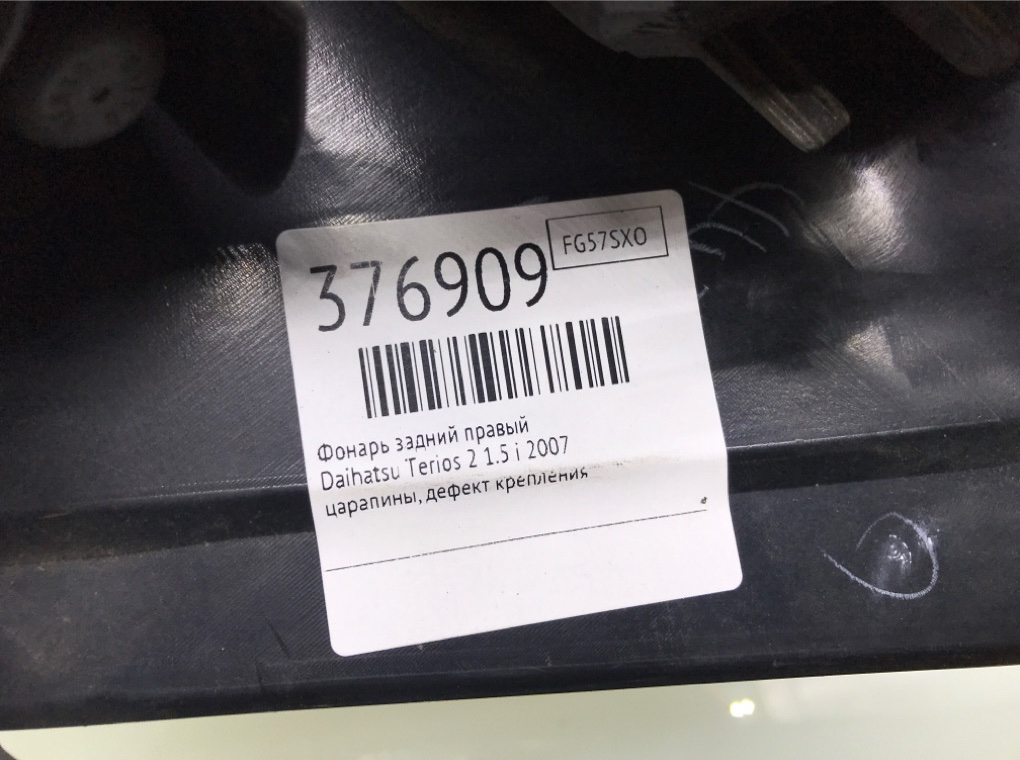 376909
FG57SXO
Фонарь задний правый
Daihatsu Terios 2 1.5 i 2007
царапины, дефект крепления